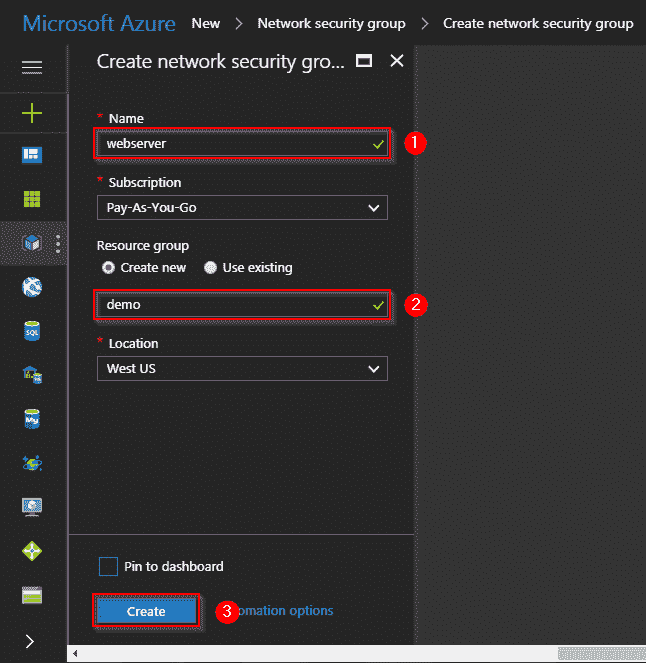 Microsoft Azure New > Network security group > Create network security group
Create network security gro...
* Name
webserver
1
* Subscription
Pay-As-You-Go
Resource group
Create new Use existing
demo
2
* Location
West US
Pin to dashboard
Create 3 omation options
SQL
My